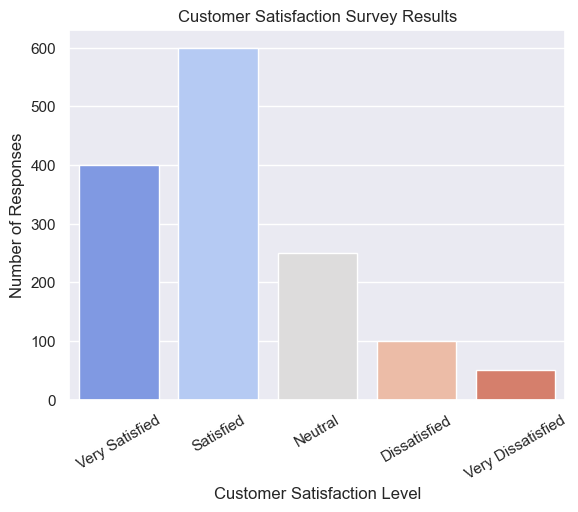 Customer Satisfaction Survey Results
Number of Responses
600
500
400
300
200
100
0
Very Satisfied
Satisfied
Neutral
Dissatisfied
Very Dissatisfied
Customer Satisfaction Level